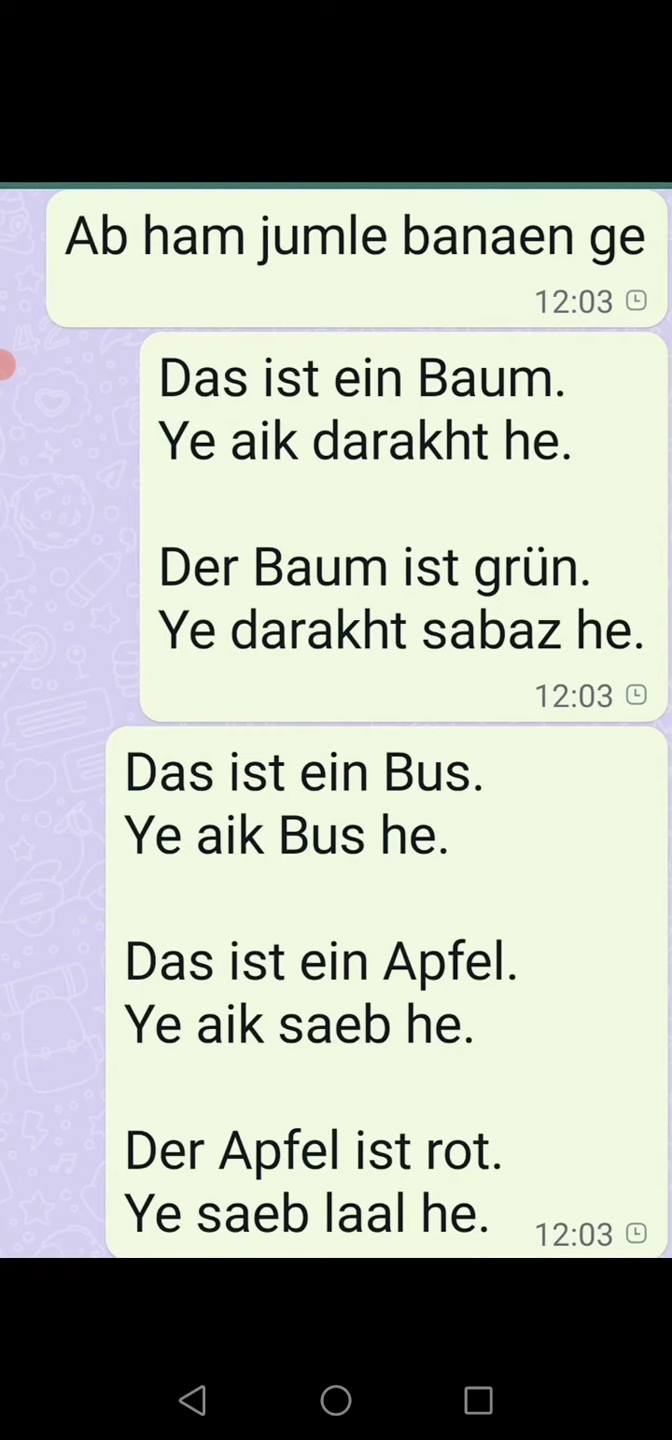 Ab ham jumle banaen ge
12:03
Das ist ein Baum.
Ye aik darakht he.
Der Baum ist grün.
Ye darakht sabaz he.
12:03
Das ist ein Bus.
Ye aik Bus he.
Das ist ein Apfel.
Ye aik saeb he.
Der Apfel ist rot.
Ye saeb laal he.
12:03